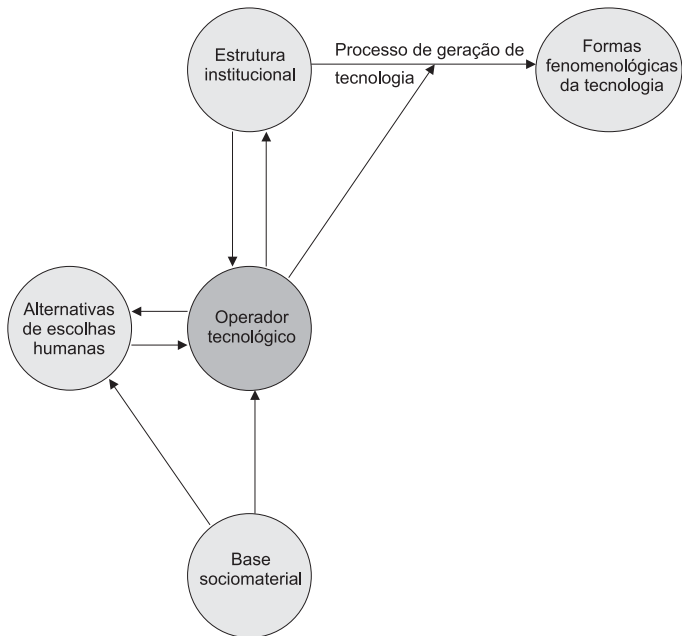 Estrutura
institucional
Processo de geração de
tecnologia
Formas
fenomenológicas
da tecnologia
Alternativas
de escolhas
humanas
Operador
tecnológico
Base
sociomaterial